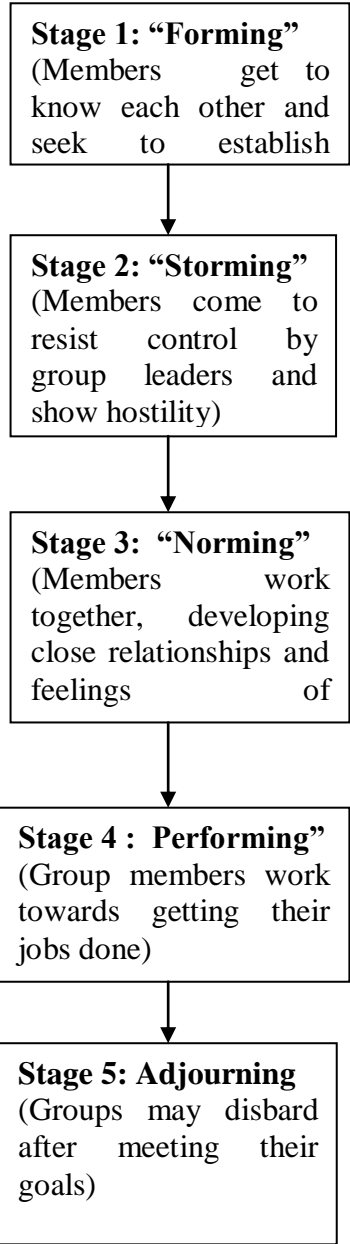 Stage 1: “Forming”
(Members get to
know each other and
seek to establish
Stage 2: “Storming”
(Members come to
resist control by
group leaders and
show hostility)
Stage 3: “Norming”
(Members work
together, developing
close relationships and
feelings of
Stage 4 : Performing”
(Group members work
towards getting their
jobs done)
Stage 5: Adjourning
(Groups may disbard
after meeting their
goals)